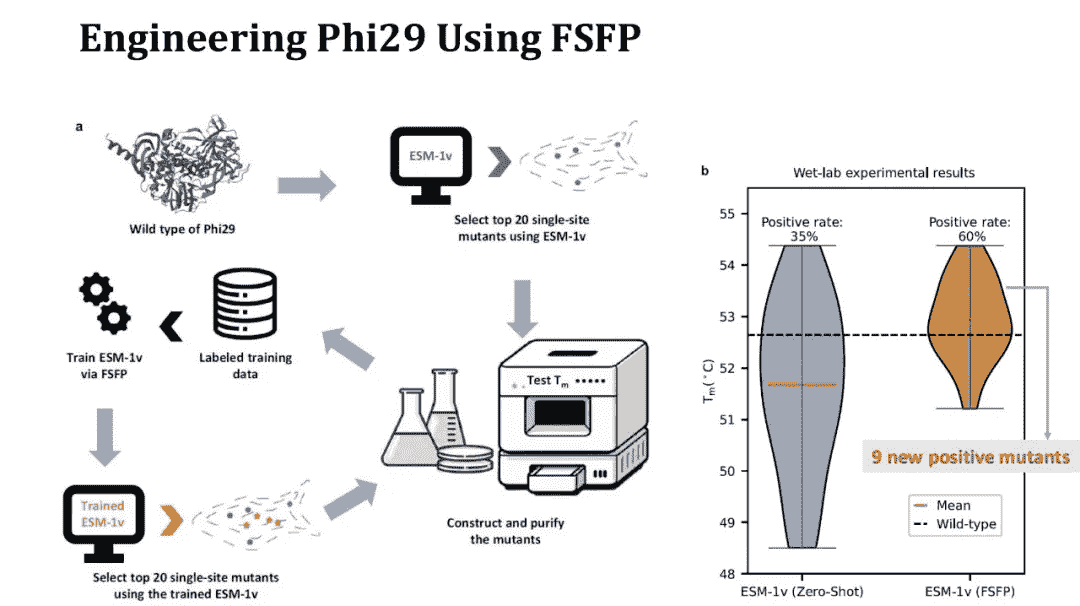 Engineering Phi29 Using FSFP
a
Wild type of Phi29
ESM-1v
Select top 20 single-site
mutants using ESM-1v
Train ESM-1v
via FSFP
Labeled training
data
Test Tm
Trained
ESM-1v
Select top 20 single-site mutants
using the trained ESM-1v
Construct and purify
the mutants
b
Wet-lab experimental results
Positive rate:
35%
Positive rate:
60%
55
54
53
52
51
50
49
48
Tm(°C)
9 new positive mutants
Mean
Wild-type
ESM-1v (Zero-Shot)
ESM-1v (FSFP)